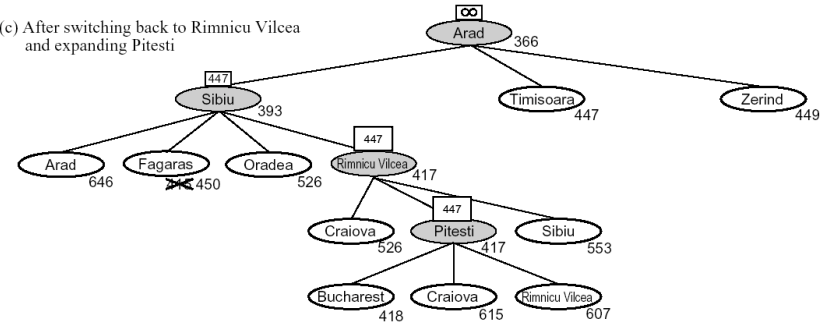 ∞
(c) After switching back to Rimnicu Vilcea
and expanding Pitesti
Arad
366
447
Sibiu
393
Timisoara
447
Zerind
449
Arad
646
Fagaras
450
Oradea
526
447
Rimnicu Vilcea
417
Craiova
526
447
Pitesti
417
Sibiu
553
Bucharest
418
Craiova
615
Rimnicu Vilcea
607